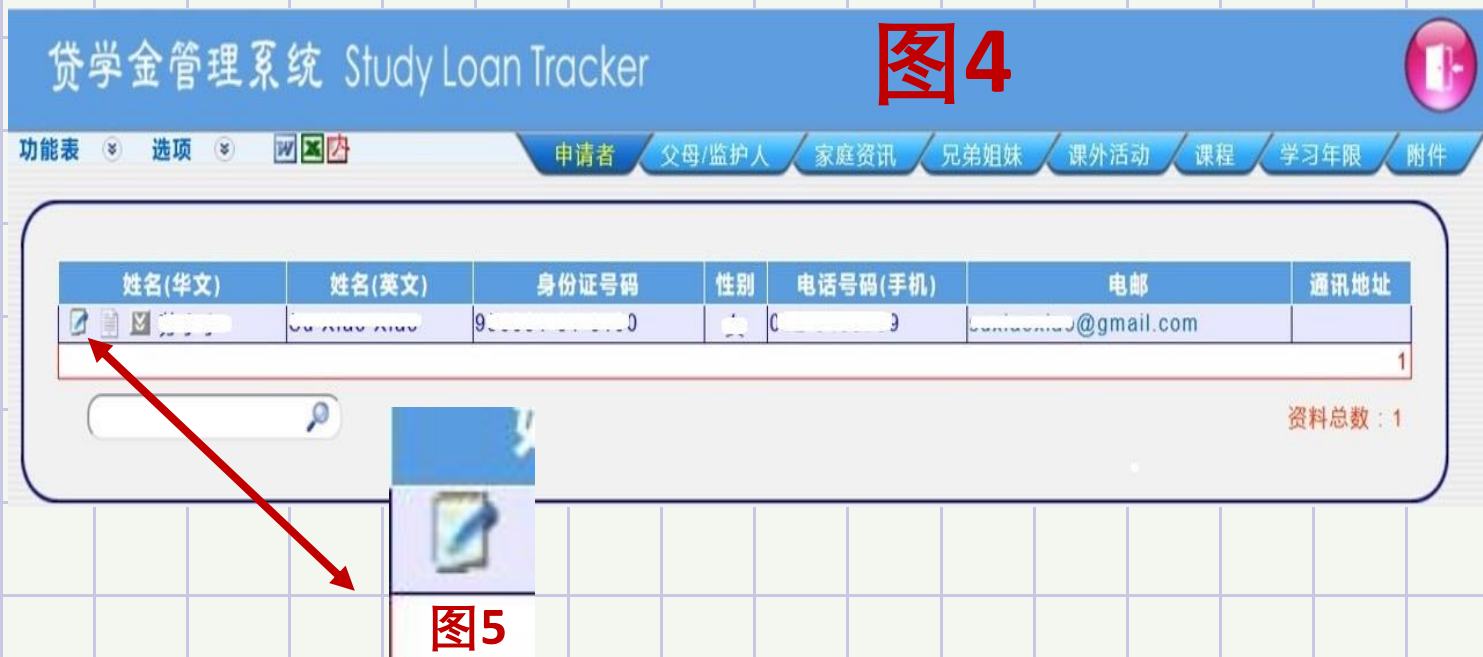 贷学金管理系统 Study Loan Tracker
图4
功能表 选项
申请者 父母/监护人 家庭资讯 兄弟姐妹 课外活动 课程 学习年限 附件
姓名(华文) 姓名(英文) 身份证号码 性别 电话号码(手机) 电邮 通讯地址
@gmail.com
1
资料总数：1
图5